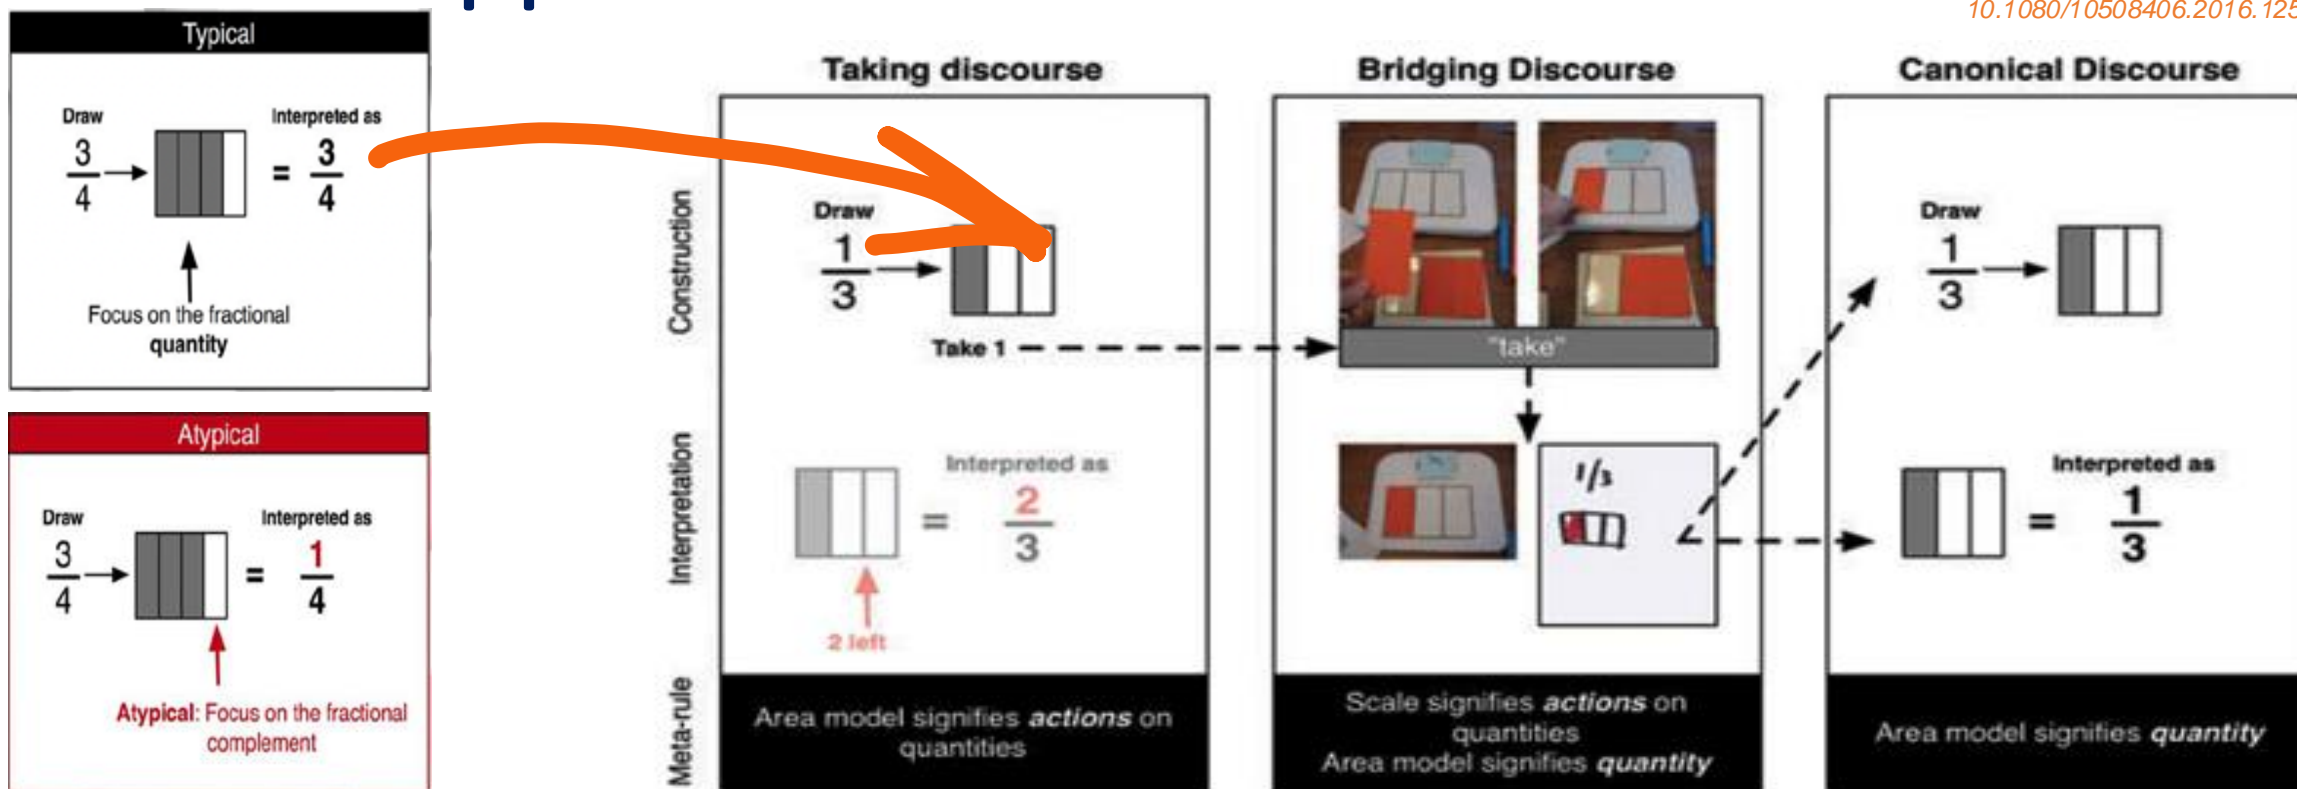 10.1080/10508406.2016.125
Typical
Draw
3
4
=
Interpreted as
3
4
Focus on the fractional
quantity
Atypical
Draw
3
4
=
Interpreted as
1
4
Atypical: Focus on the fractional
complement
Taking discourse
Bridging Discourse
Canonical Discourse
Construction
Interpretation
Meta-rule
Draw
1
3
Take 1
Interpreted as
=
2
3
2 left
Area model signifies actions on
quantities
"take"
1/3
Scale signifies actions on
quantities
Area model signifies quantity
Draw
1
3
Interpreted as
=
1
3
Area model signifies quantity